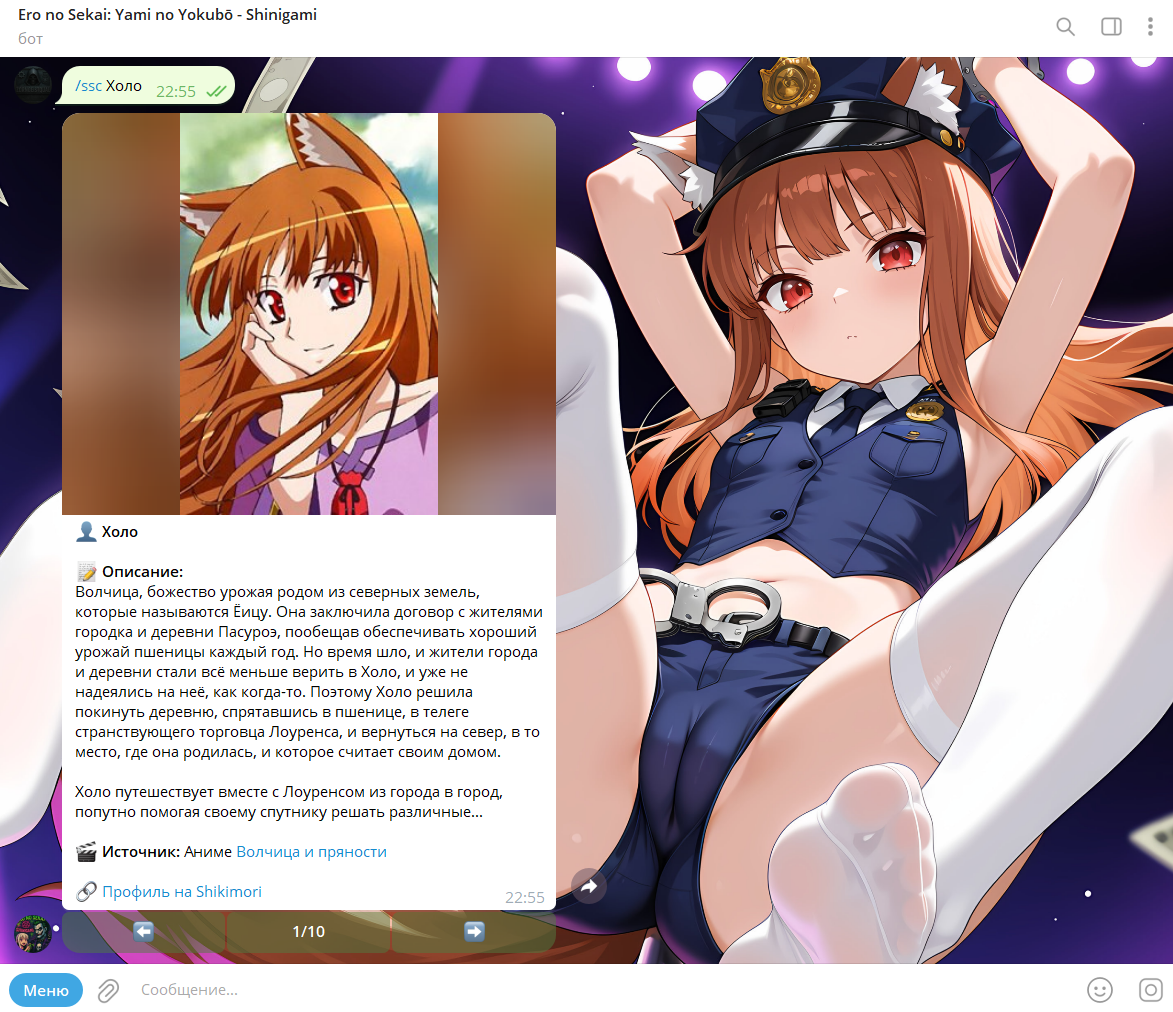 Ero no Sekai: Yami no Yokubō - Shinigami
бот
/ssc Холо 22:55
Холо
Описание:
Волчица, божество урожая родом из северных земель,
которые называются Ёицу. Она заключила договор с жителями
городка и деревни Пасуроэ, пообещав обеспечивать хороший
урожай пшеницы каждый год. Но время шло, и жители города
и деревни стали всё меньше верить в Холо, и уже не
надеялись на неё, как когда-то. Поэтому Холо решила
покинуть деревню, спрятавшись в пшенице, в телеге
странствующего торговца Лоуренса, и вернуться на север, в то
место, где она родилась, и которое считает своим домом.
Холо путешествует вместе с Лоуренсом из города в город,
попутно помогая своему спутнику решать различные...
Источник: Аниме Волчица и пряности
Профиль на Shikimori
22:55
1/10
Меню
Сообщение...